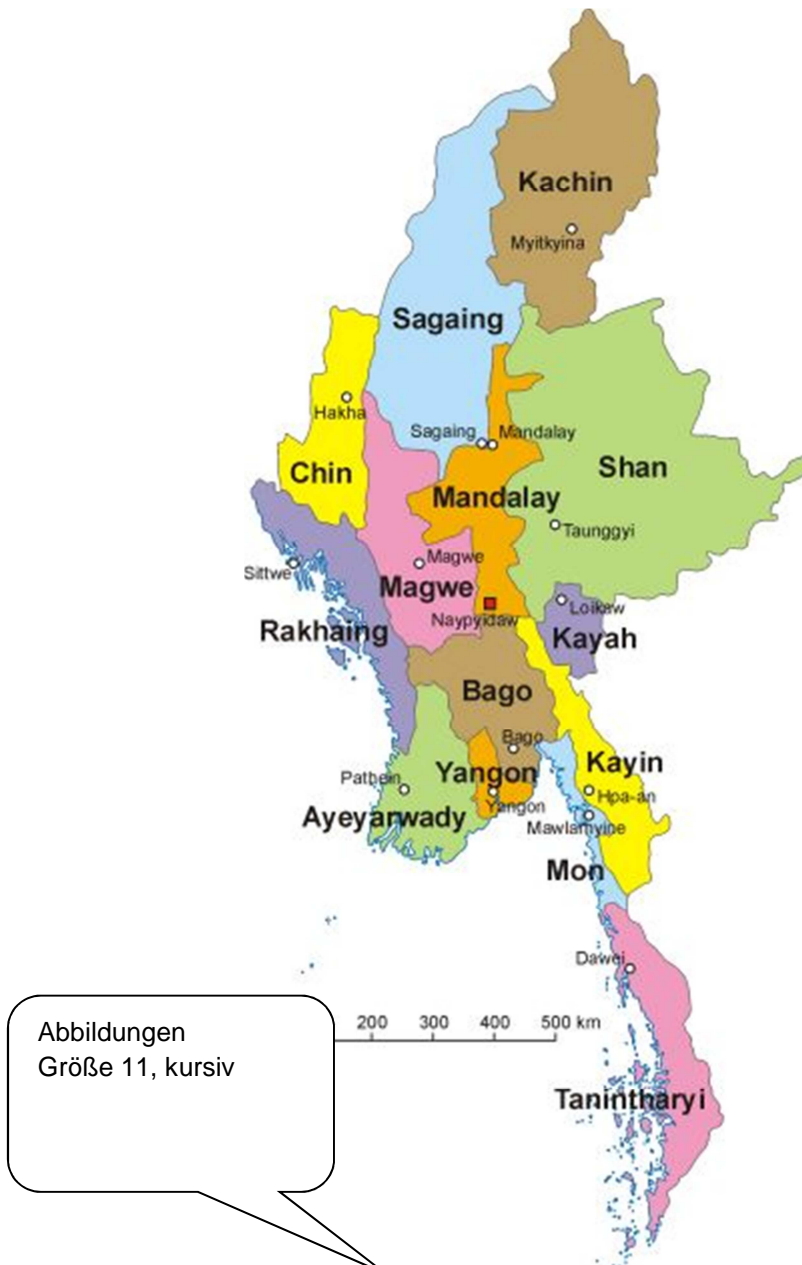 Kachin
Myitkyina
Sagaing
Hakha
Sagaing
Mandalay
Chin
Shan
Mandalay
Taunggyi
Magwe
Sittwe
Magwe
Loikaw
Naypyidaw
Rakhaing
Kayah
Bago
Bago
Kayin
Yangon
Pathein
Hpa-an
Yangon
Ayeyarwady
Mawlamyine
Mon
Dawei
200 300 400 500 km
Abbildungen
Größe 11, kursiv
Tanintharyi